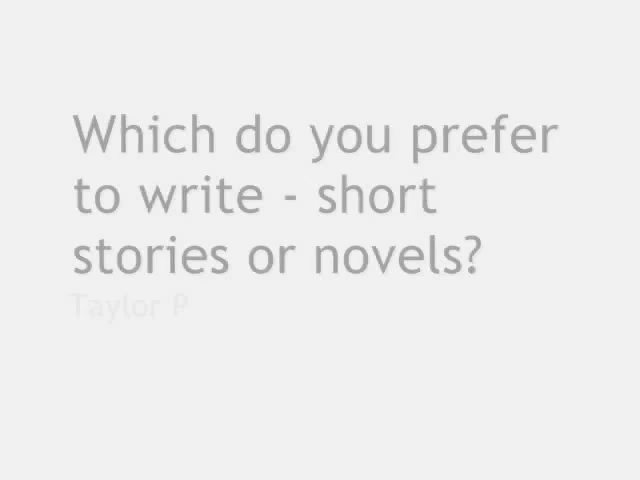 Which do you prefer
to write - short
stories or novels?
Taylor P